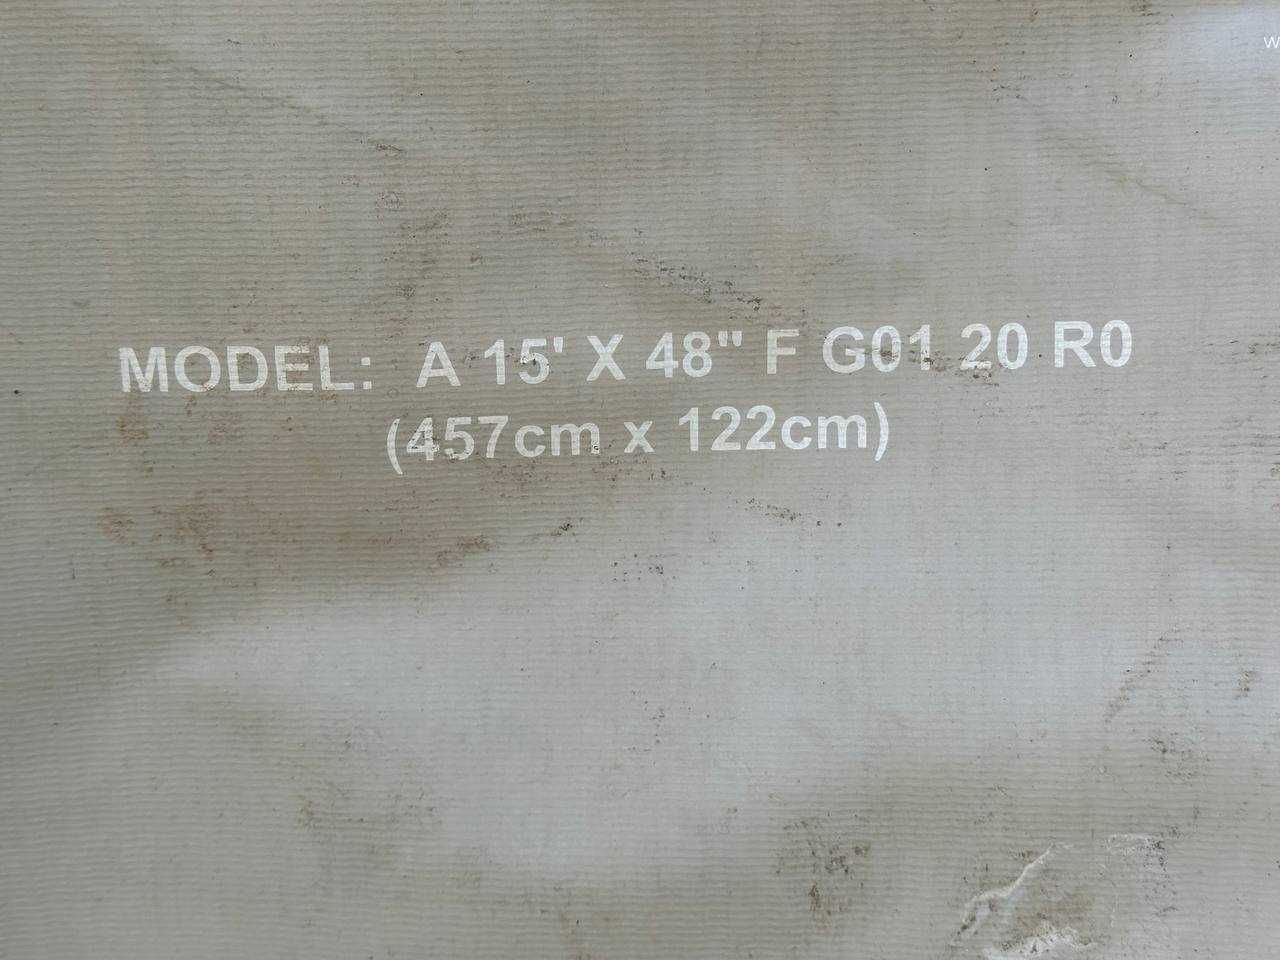 MODEL: A 15' X 48" F G01 20 R0
(457cm x 122cm)